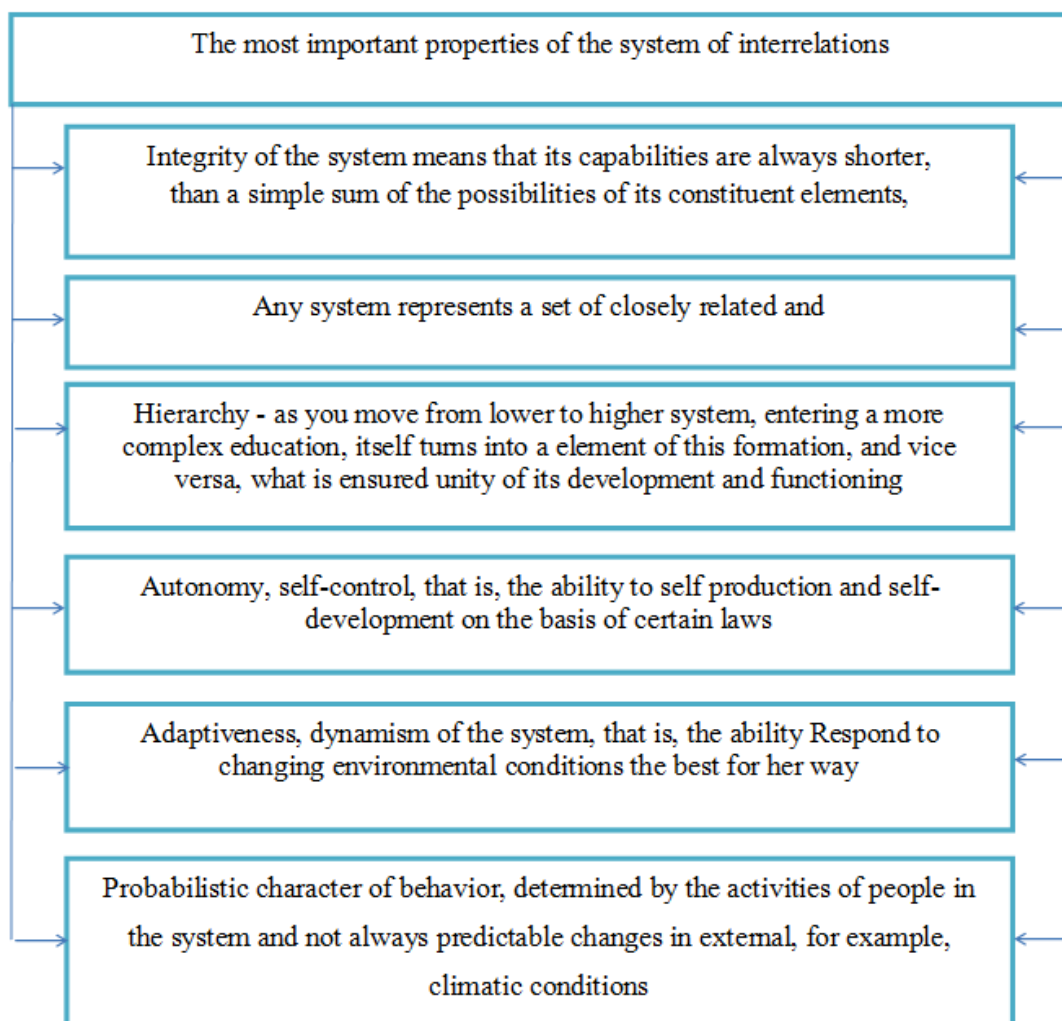 The most important properties of the system of interrelations
Integrity of the system means that its capabilities are always shorter,
than a simple sum of the possibilities of its constituent elements,
Any system represents a set of closely related and
Hierarchy - as you move from lower to higher system, entering a more
complex education, itself turns into a element of this formation, and vice
versa, what is ensured unity of its development and functioning
Autonomy, self-control, that is, the ability to self production and self-
development on the basis of certain laws
Adaptiveness, dynamism of the system, that is, the ability Respond to
changing environmental conditions the best for her way
Probabilistic character of behavior, determined by the activities of people in
the system and not always predictable changes in external, for example,
climatic conditions